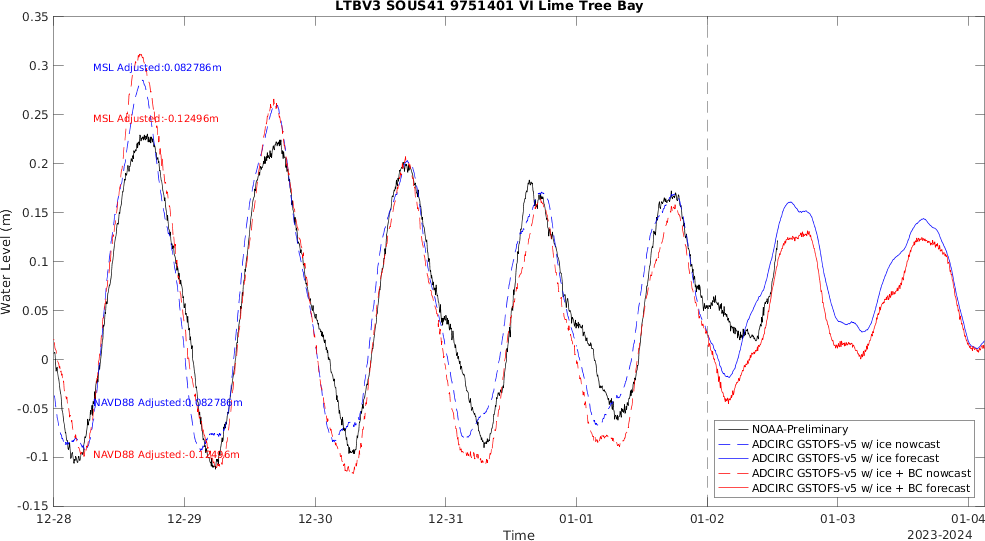 LTBV3 SOUS41 9751401 VI Lime Tree Bay
0.35
0.3
0.25
0.2
0.15
0.1
0.05
0
-0.05
-0.1
-0.15
Water Level (m)
MSL Adjusted:0.082786m
MSL Adjusted:-0.12496m
NAVD88 Adjusted:0.082786m
NAVD88 Adjusted:-0.12496m
NOAA-Preliminary
ADCIRC GSTOFS-v5 w/ ice nowcast
ADCIRC GSTOFS-v5 w/ ice forecast
ADCIRC GSTOFS-v5 w/ ice + BC nowcast
ADCIRC GSTOFS-v5 w/ ice + BC forecast
12-28 12-29 12-30 12-31 01-01 01-02 01-03 01-04
Time
2023-2024